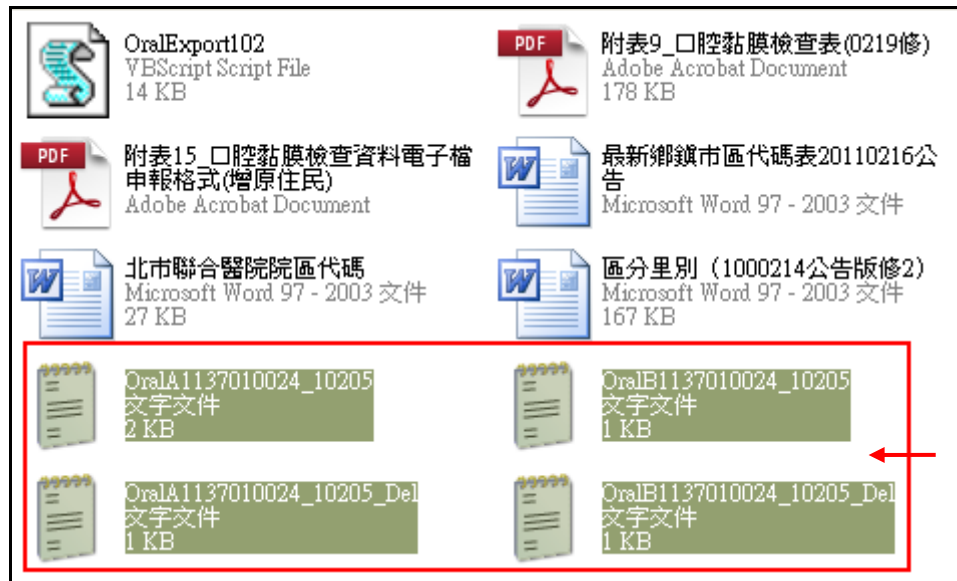 OralExport102
VBScript Script File
14 KB
PDF
附表9_口腔黏膜檢查表(0219修)
Adobe Acrobat Document
178 KB
PDF
附表15_口腔黏膜檢查資料電子檔
申報格式(增原住民)
Adobe Acrobat Document
最新鄉鎮市區代碼表20110216公
告
Microsoft Word 97 - 2003 文件
北市聯合醫院院區代碼
Microsoft Word 97 - 2003 文件
27 KB
區分里別（1000214公告版修2）
Microsoft Word 97 - 2003 文件
167 KB
OralA1137010024_10205
文字文件
2 KB
OralB1137010024_10205
文字文件
1 KB
OralA1137010024_10205_Del
文字文件
1 KB
OralB1137010024_10205_Del
文字文件
1 KB